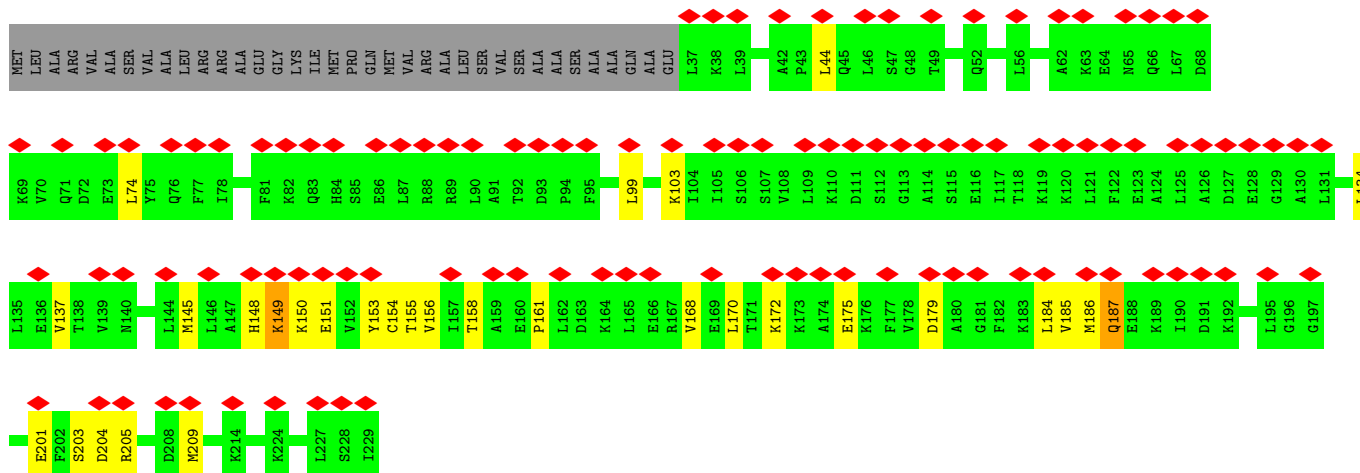 MET LEU ALA ARG VAL ALA SER VAL ALA LEU ARG ARG ALA GLU GLY LYS ILE MET PRO GLN MET VAL ARG ALA LEU SER VAL SER ALA ALA SER ALA ALA GLN ALA GLU L37 K38 L39 A42 P43 L44 Q45 L46 S47 G48 T49 Q52 L56 A62 K63 E64 N65 Q66 L67 D68
K69 V70 Q71 D72 E73 L74 Y75 Q76 F77 I78 F81 K82 Q83 H84 S85 E86 L87 R88 R89 L90 A91 T92 D93 P94 F95 L99 K103 I104 I105 S106 S107 V108 L109 K110 D111 S112 G113 A114 S115 E116 I117 T118 K119 K120 L121 F122 E123 A124 L125 A126 D127 E128 G129 A130 L131
L135 E136 V137 T138 V139 N140 L144 M145 L146 A147 H148 K149 K150 E151 V152 Y153 C154 T155 V156 I157 T158 A159 E160 P161 L162 D163 K164 L165 E166 R167 V168 E169 L170 T171 K172 K173 A174 E175 K176 F177 V178 D179 A180 G181 F182 K183 L184 V185 M186 Q187 E188 K189 I190 D191 K192 L195 G196 G197
E201 F202 S203 D204 R205 D208 M209 K214 K224 L227 S228 I229